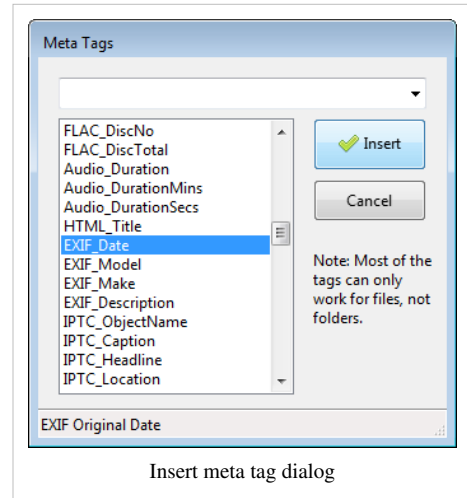 Meta Tags
FLAC_DiscNo
FLAC_DiscTotal
Audio_Duration
Audio_DurationMins
Audio_DurationSecs
HTML_Title
EXIF_Date
EXIF_Model
EXIF_Make
EXIF_Description
IPTC_ObjectName
IPTC_Caption
IPTC_Headline
IPTC_Location
Insert
Cancel
Note: Most of the
tags can only
work for files, not
folders.
EXIF Original Date
Insert meta tag dialog